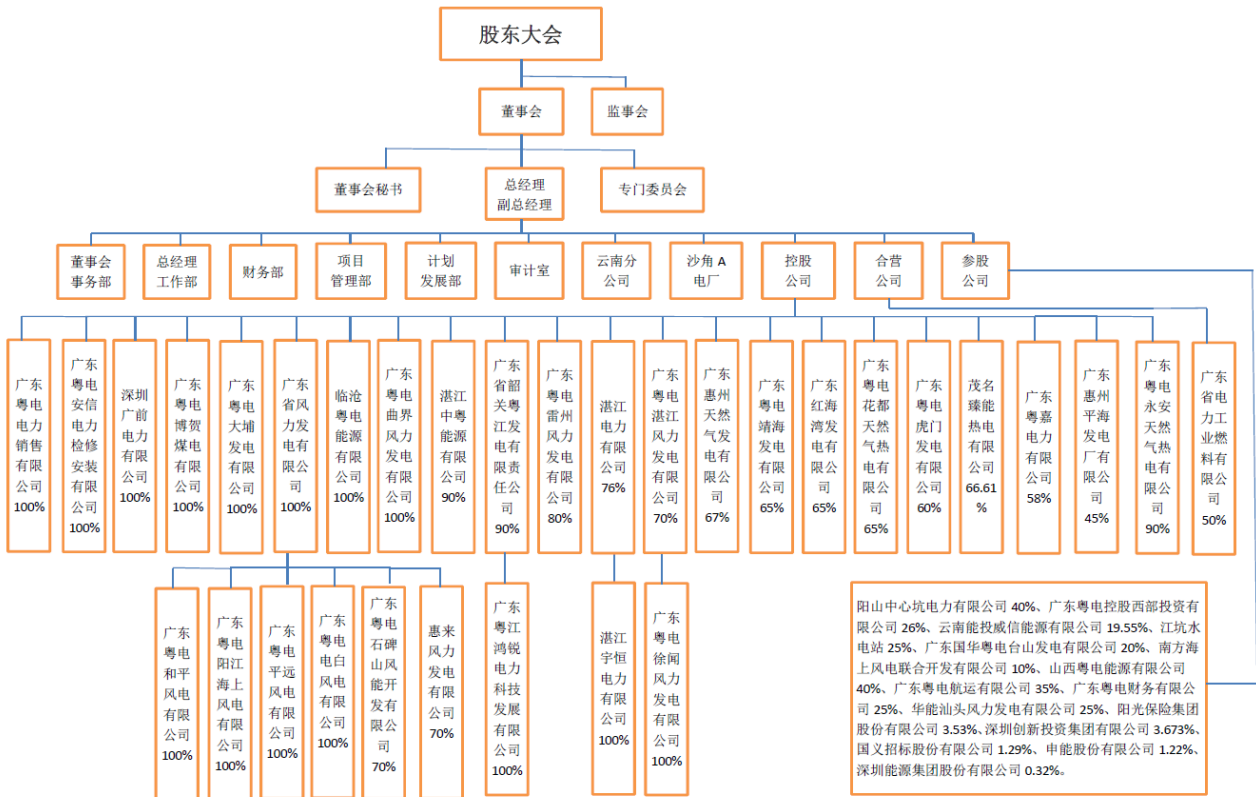 股东大会
董事会
监事会
董事会秘书
总经理
副总经理
专门委员会
董事会
事务部
总经理
工作部
财务部
项目
管理部
计划
发展部
审计室
云南分
公司
沙角 A
电厂
控股
公司
合营
公司
参股
公司
广东
粤电
电力
销售
有限
公司
100%
广东
粤电
安信
电力
检修
安装
有限
公司
100%
深圳
广前
电力
有限
公司
100%
广东
粤电
博贺
煤电
有限
公司
100%
广东
粤电
大埔
发电
有限
公司
100%
广东
省风
力发
电有
限公
司
100%
临沧
粤电
能源
有限
公司
100%
广东
粤电
曲界
风力
发电
有限
公司
100%
湛江
中粤
能源
有限
公司
90%
广东
省韶
关粤
江发
电有
限责
任公
司
90%
广东
粤电
雷州
风力
发电
有限
公司
80%
湛江
电力
有限
公司
76%
广东
粤电
湛江
风力
发电
有限
公司
70%
广东
惠州
天然
气发
电有
限公
司
67%
广东
粤电
靖海
发电
有限
公司
65%
广东
红海
湾发
电有
限公
司
65%
广东
粤电
花都
天然
气热
电有
限公
司
65%
广东
粤电
虎门
发电
有限
公司
60%
茂名
臻能
热电
有限
公司
66.61
%
广东
粤嘉
电力
有限
公司
58%
广东
惠州
平海
发电
厂有
限公
司
45%
广东
粤电
永安
天然
气热
电有
限公
司
90%
广东
省电
力工
业燃
料有
限公
司
50%
广东
粤电
和平
风电
有限
公司
100%
广东
粤电
阳江
海上
风电
有限
公司
100%
广东
粤电
平远
风电
有限
公司
100%
广东
粤电
电白
风电
有限
公司
100%
广东
粤电
石碑
山风
能开
发有
限公
司
70%
惠来
风力
发电
有限
公司
70%
广东
粤江
鸿锐
电力
科技
发展
有限
公司
100%
湛江
宇恒
电力
有限
公司
100%
广东
粤电
徐闻
风力
发电
有限
公司
100%
阳山中心坑电力有限公司 40%、广东粤电控股西部投资有
限公司 26%、云南能投威信能源有限公司 19.55%、江坑水
电站 25%、广东国华粤电台山发电有限公司 20%、南方海
上风电联合开发有限公司 10%、山西粤电能源有限公司
40%、广东粤电航运有限公司 35%、广东粤电财务有限公
司 25%、华能汕头风力发电有限公司 25%、阳光保险集团
股份有限公司 3.53%、深圳创新投资集团有限公司 3.673%、
国义招标股份有限公司 1.29%、申能股份有限公司 1.22%、
深圳能源集团股份有限公司 0.32%。